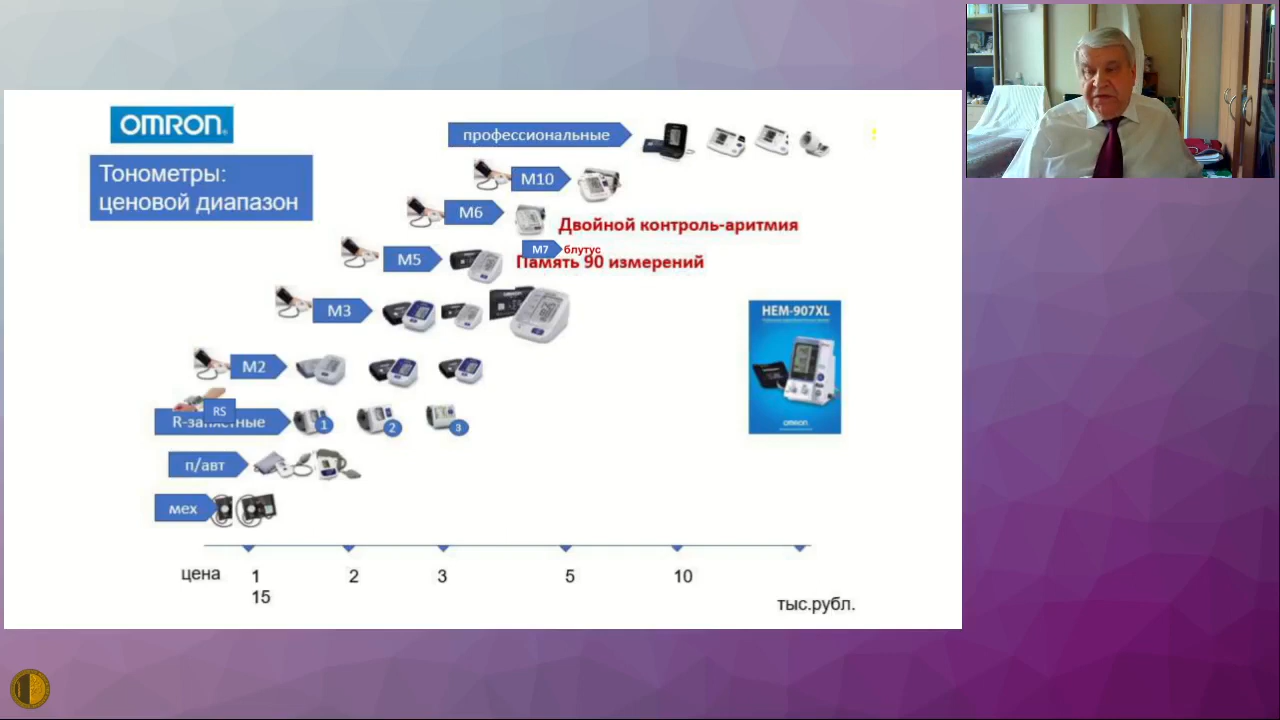 OMRON
Тонометры:
ценовой диапазон
профессиональные
M10
M6
Двойной контроль-аритмия
M7 блутус
M5
Память 90 измерений
M3
HEM-907XL
M2
RS
R-запястные
1
2
3
п/авт
мех
OMRON
цена 1 2 3 5 10
15
тыс.рубл.